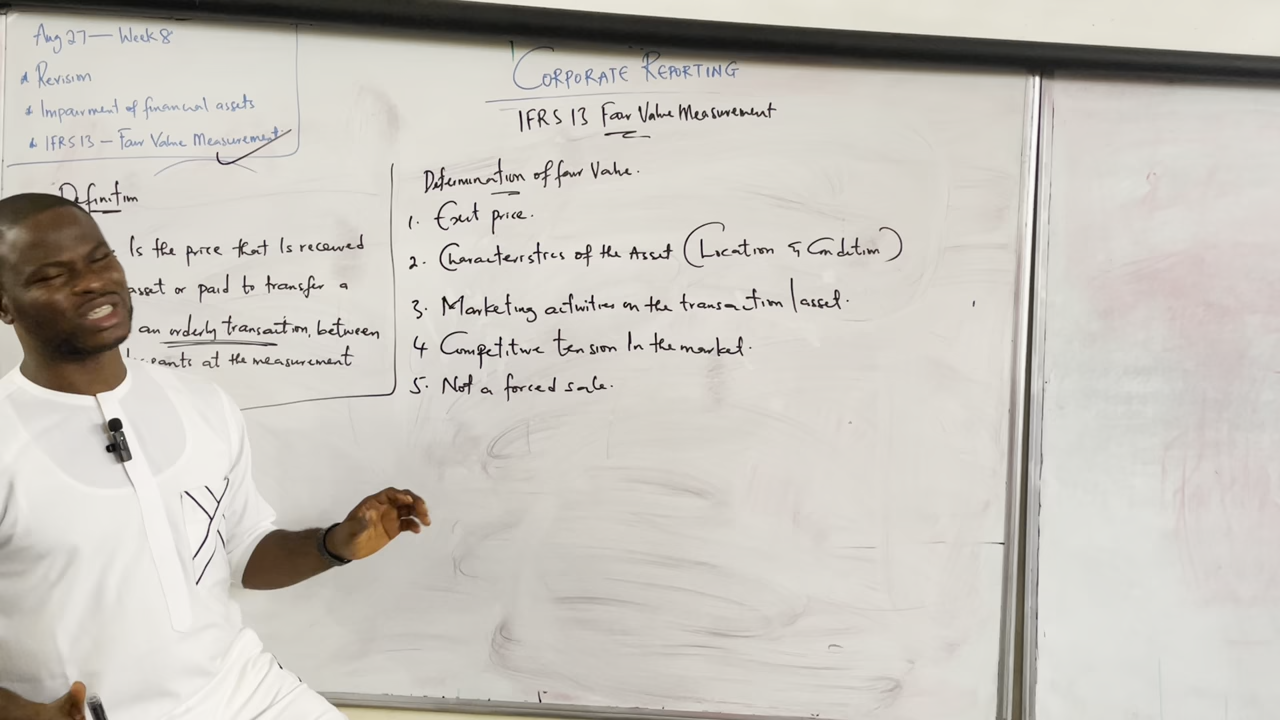 Aug 27 — Week 8
* Revision
* Impairment of financial assets
* IFRS 13 – Fair Value Measurement
CORPORATE REPORTING
IFRS 13 Fair Value Measurement
Definition
Is the price that is received
asset or paid to transfer a
an orderly transaction, between
pants at the measurement
Determination of fair Value.
1. Exit price.
2. Characteristics of the Asset (Location & Condition)
3. Marketing activities on the transaction / asset.
4 Competitive tension in the market.
5. Not a forced sale.